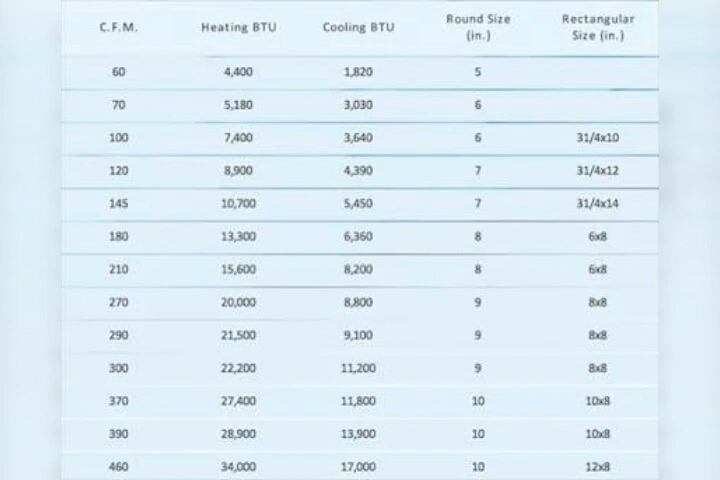 C.F.M. Heating BTU Cooling BTU Round Size (in.) Rectangular Size (in.)
60 4,400 1,820 5
70 5,180 3,030 6
100 7,400 3,640 6 31/4x10
120 8,900 4,390 7 31/4x12
145 10,700 5,450 7 31/4x14
180 13,300 6,360 8 6x8
210 15,600 8,200 8 6x8
270 20,000 8,800 9 8x8
290 21,500 9,100 9 8x8
300 22,200 11,200 9 8x8
370 27,400 11,800 10 10x8
390 28,900 13,900 10 10x8
460 34,000 17,000 10 12x8